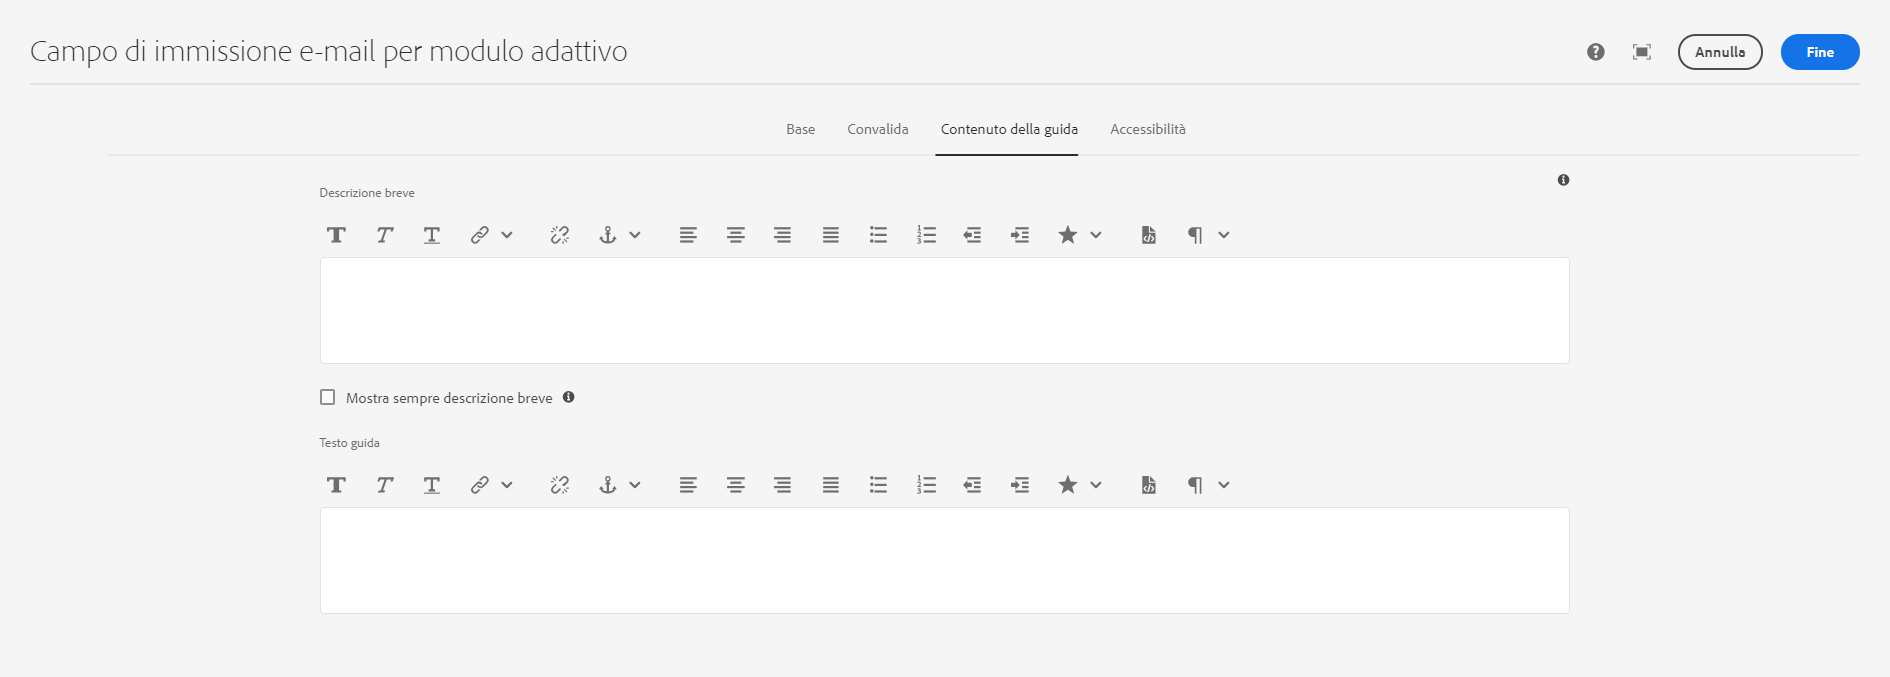 Campo di immissione e-mail per modulo adattivo
Annulla
Fine
Base
Convalida
Contenuto della guida
Accessibilità
Descrizione breve
Mostra sempre descrizione breve
Testo guida